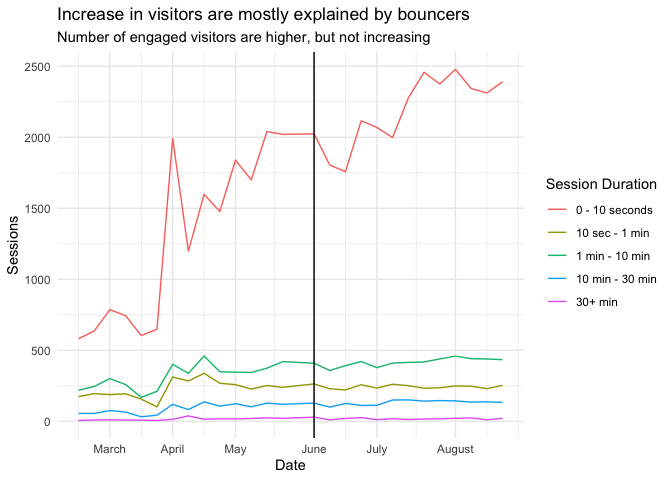 Increase in visitors are mostly explained by bouncers
Number of engaged visitors are higher, but not increasing
2500
2000
1500
1000
500
0
Sessions
March April May June July August
Date
Session Duration
0 - 10 seconds
10 sec - 1 min
1 min - 10 min
10 min - 30 min
30+ min